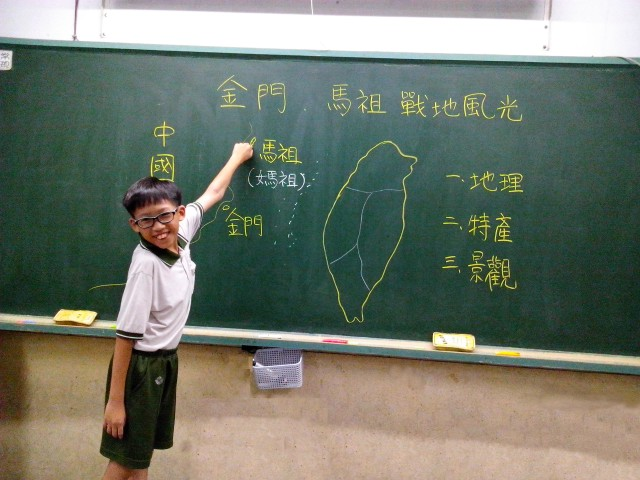 金門、馬祖戰地風光
中國
馬祖
(媽祖)
金門
一.地理
二.特產
三.景觀